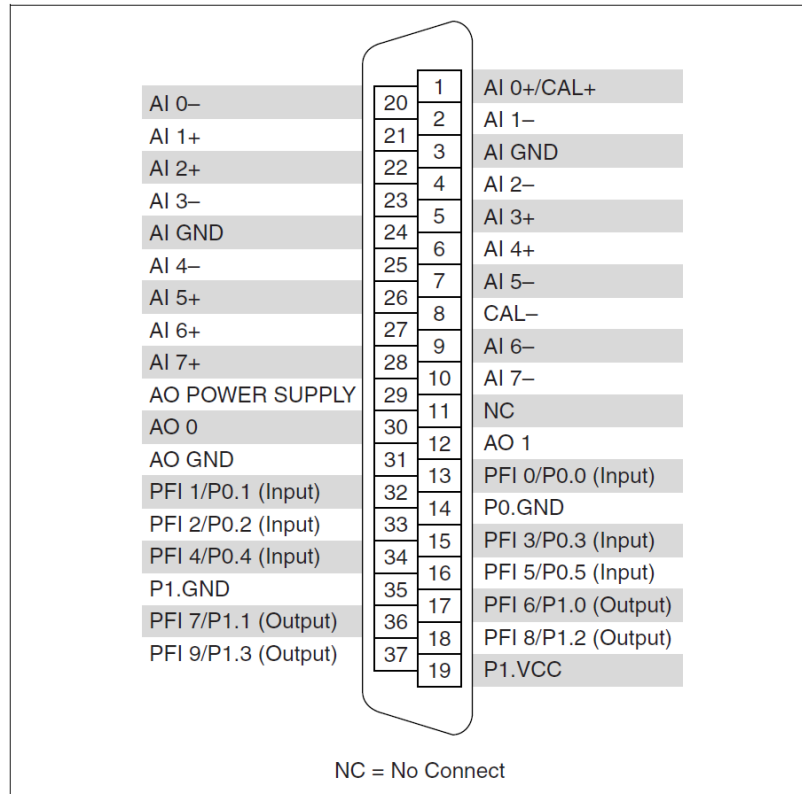 AI 0–
AI 1+
AI 2+
AI 3–
AI GND
AI 4–
AI 5+
AI 6+
AI 7+
AO POWER SUPPLY
AO 0
AO GND
PFI 1/P0.1 (Input)
PFI 2/P0.2 (Input)
PFI 4/P0.4 (Input)
P1.GND
PFI 7/P1.1 (Output)
PFI 9/P1.3 (Output)
20
21
22
23
24
25
26
27
28
29
30
31
32
33
34
35
36
37
1
2
3
4
5
6
7
8
9
10
11
12
13
14
15
16
17
18
19
AI 0+/CAL+
AI 1–
AI GND
AI 2–
AI 3+
AI 4+
AI 5–
CAL–
AI 6–
AI 7–
NC
AO 1
PFI 0/P0.0 (Input)
P0.GND
PFI 3/P0.3 (Input)
PFI 5/P0.5 (Input)
PFI 6/P1.0 (Output)
PFI 8/P1.2 (Output)
P1.VCC
NC = No Connect